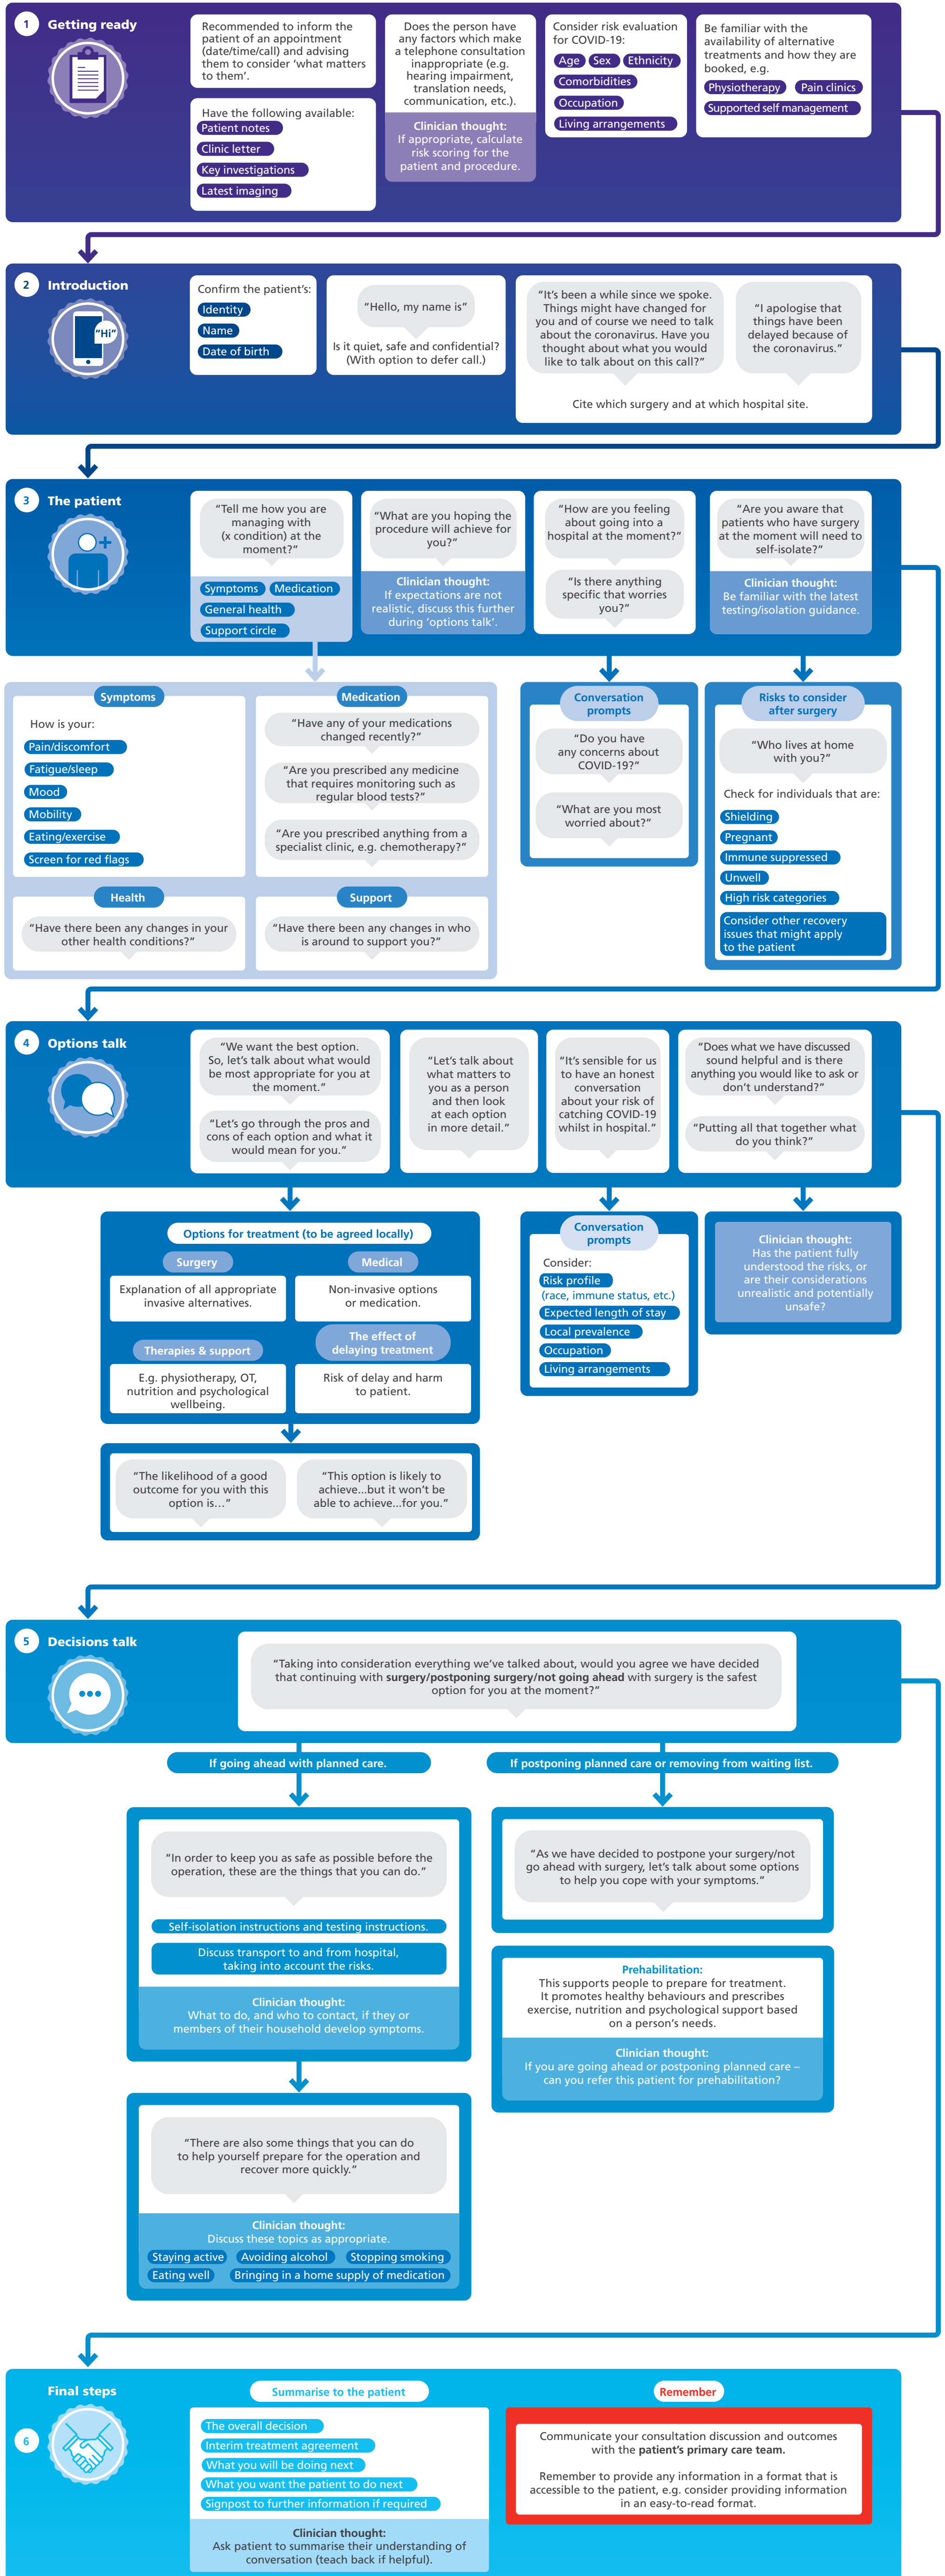 1
Getting ready
Recommended to inform the
patient of an appointment
(date/time/call) and advising
them to consider ‘what matters
to them’.
Have the following available:
Patient notes
Clinic letter
Key investigations
Latest imaging
Does the person have
any factors which make
a telephone consultation
inappropriate (e.g.
hearing impairment,
translation needs,
communication, etc.).
Clinician thought:
If appropriate, calculate
risk scoring for the
patient and procedure.
Consider risk evaluation
for COVID-19:
Age Sex Ethnicity
Comorbidities
Occupation
Living arrangements
Be familiar with the
availability of alternative
treatments and how they are
booked, e.g.
Physiotherapy Pain clinics
Supported self management
2
Introduction
“Hi”
Confirm the patient’s:
Identity
Name
Date of birth
“Hello, my name is”
Is it quiet, safe and confidential?
(With option to defer call.)
“It’s been a while since we spoke.
Things might have changed for
you and of course we need to talk
about the coronavirus. Have you
thought about what you would
like to talk about on this call?”
“I apologise that
things have been
delayed because of
the coronavirus.”
Cite which surgery and at which hospital site.
3
The patient
“Tell me how you are
managing with
(x condition) at the
moment?”
Symptoms Medication
General health
Support circle
“What are you hoping the
procedure will achieve for
you?”
Clinician thought:
If expectations are not
realistic, discuss this further
during ‘options talk’.
“How are you feeling
about going into a
hospital at the moment?”
“Is there anything
specific that worries
you?”
“Are you aware that
patients who have surgery
at the moment will need to
self-isolate?”
Clinician thought:
Be familiar with the latest
testing/isolation guidance.
Symptoms
How is your:
Pain/discomfort
Fatigue/sleep
Mood
Mobility
Eating/exercise
Screen for red flags
Medication
“Have any of your medications
changed recently?”
“Are you prescribed any medicine
that requires monitoring such as
regular blood tests?”
“Are you prescribed anything from a
specialist clinic, e.g. chemotherapy?”
Health
“Have there been any changes in your
other health conditions?”
Support
“Have there been any changes in who
is around to support you?”
Conversation
prompts
“Do you have
any concerns about
COVID-19?”
“What are you most
worried about?”
Risks to consider
after surgery
“Who lives at home
with you?”
Check for individuals that are:
Shielding
Pregnant
Immune suppressed
Unwell
High risk categories
Consider other recovery
issues that might apply
to the patient
4
Options talk
“We want the best option.
So, let’s talk about what would
be most appropriate for you at
the moment.”
“Let’s go through the pros and
cons of each option and what it
would mean for you.”
“Let’s talk about
what matters to
you as a person
and then look
at each option
in more detail.”
“It’s sensible for us
to have an honest
conversation
about your risk of
catching COVID-19
whilst in hospital.”
“Does what we have discussed
sound helpful and is there
anything you would like to ask or
don’t understand?”
“Putting all that together what
do you think?”
Options for treatment (to be agreed locally)
Surgery
Explanation of all appropriate
invasive alternatives.
Medical
Non-invasive options
or medication.
Therapies & support
E.g. physiotherapy, OT,
nutrition and psychological
wellbeing.
The effect of
delaying treatment
Risk of delay and harm
to patient.
“The likelihood of a good
outcome for you with this
option is…”
“This option is likely to
achieve...but it won’t be
able to achieve...for you.”
Conversation
prompts
Consider:
Risk profile
(race, immune status, etc.)
Expected length of stay
Local prevalence
Occupation
Living arrangements
Clinician thought:
Has the patient fully
understood the risks, or
are their considerations
unrealistic and potentially
unsafe?
5
Decisions talk
“Taking into consideration everything we’ve talked about, would you agree we have decided
that continuing with surgery/postponing surgery/not going ahead with surgery is the safest
option for you at the moment?”
If going ahead with planned care.
“In order to keep you as safe as possible before the
operation, these are the things that you can do.”
Self-isolation instructions and testing instructions.
Discuss transport to and from hospital,
taking into account the risks.
Clinician thought:
What to do, and who to contact, if they or
members of their household develop symptoms.
“There are also some things that you can do
to help yourself prepare for the operation and
recover more quickly.”
Clinician thought:
Discuss these topics as appropriate.
Staying active Avoiding alcohol Stopping smoking
Eating well Bringing in a home supply of medication
If postponing planned care or removing from waiting list.
“As we have decided to postpone your surgery/not
go ahead with surgery, let’s talk about some options
to help you cope with your symptoms.”
Prehabilitation:
This supports people to prepare for treatment.
It promotes healthy behaviours and prescribes
exercise, nutrition and psychological support based
on a person’s needs.
Clinician thought:
If you are going ahead or postponing planned care –
can you refer this patient for prehabilitation?
6
Final steps
Summarise to the patient
The overall decision
Interim treatment agreement
What you will be doing next
What you want the patient to do next
Signpost to further information if required
Clinician thought:
Ask patient to summarise their understanding of
conversation (teach back if helpful).
Remember
Communicate your consultation discussion and outcomes
with the patient’s primary care team.
Remember to provide any information in a format that is
accessible to the patient, e.g. consider providing information
in an easy-to-read format.